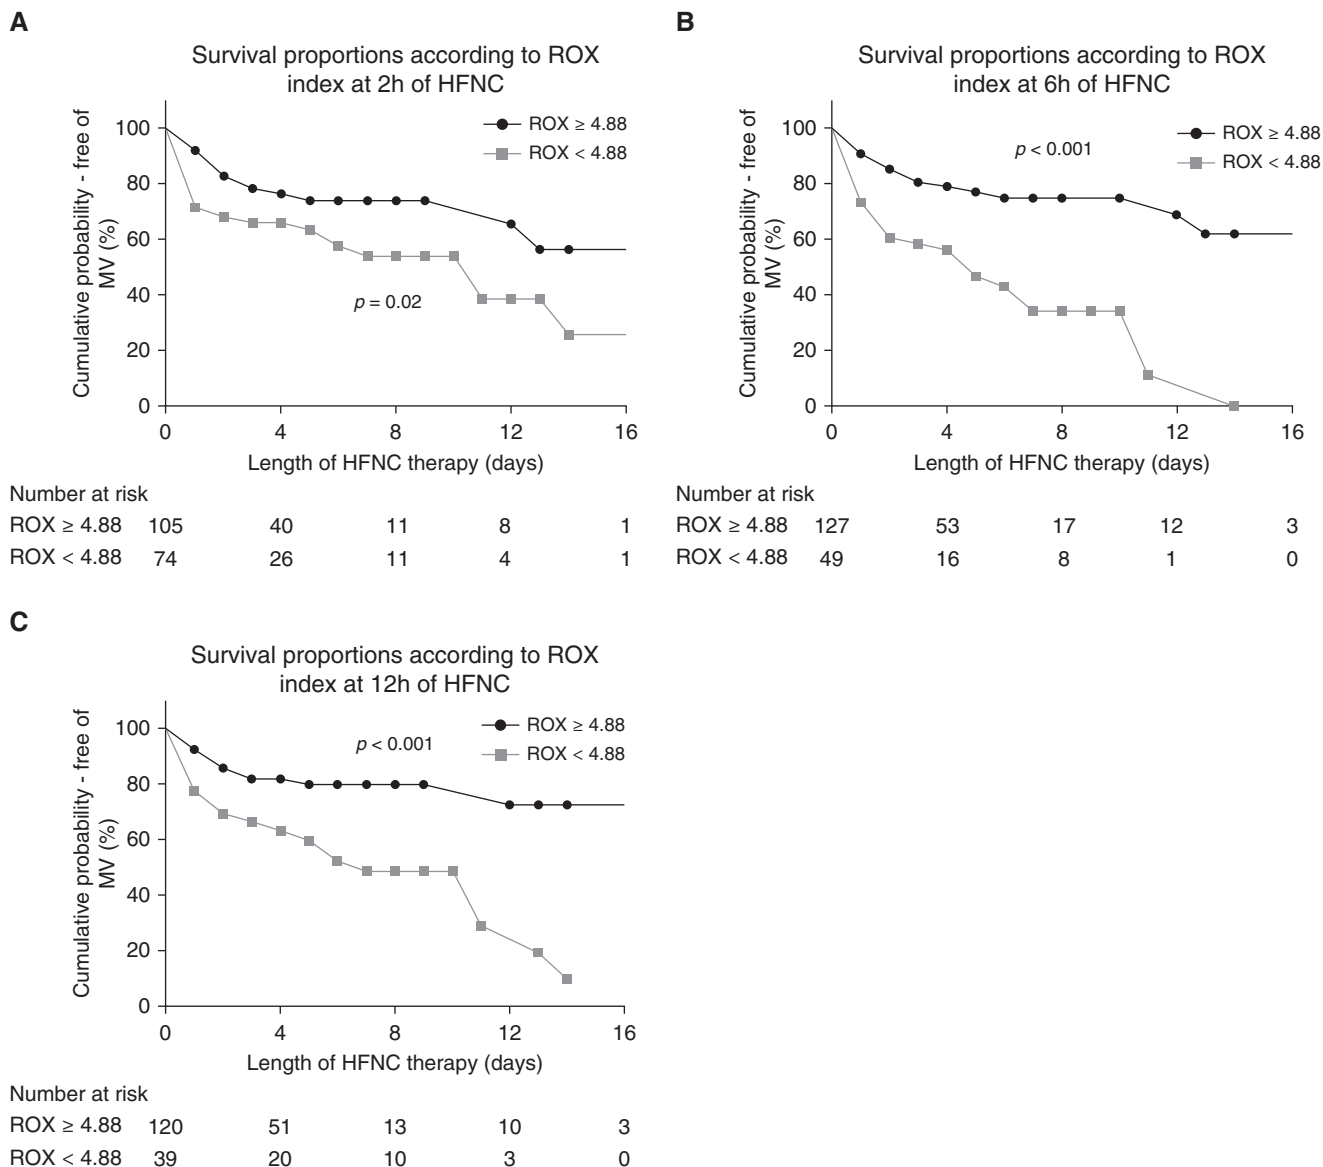 A
Survival proportions according to ROX
index at 2h of HFNC
Cumulative probability - free of
MV (%)
100
80
60
40
20
0
ROX ≥ 4.88
ROX < 4.88
p = 0.02
0 4 8 12 16
Length of HFNC therapy (days)
Number at risk
ROX ≥ 4.88 105 40 11 8 1
ROX < 4.88 74 26 11 4 1
B
Survival proportions according to ROX
index at 6h of HFNC
Cumulative probability - free of
MV (%)
100
80
60
40
20
0
p < 0.001
ROX ≥ 4.88
ROX < 4.88
0 4 8 12 16
Length of HFNC therapy (days)
Number at risk
ROX ≥ 4.88 127 53 17 12 3
ROX < 4.88 49 16 8 1 0
C
Survival proportions according to ROX
index at 12h of HFNC
Cumulative probability - free of
MV (%)
100
80
60
40
20
0
p < 0.001
ROX ≥ 4.88
ROX < 4.88
0 4 8 12 16
Length of HFNC therapy (days)
Number at risk
ROX ≥ 4.88 120 51 13 10 3
ROX < 4.88 39 20 10 3 0